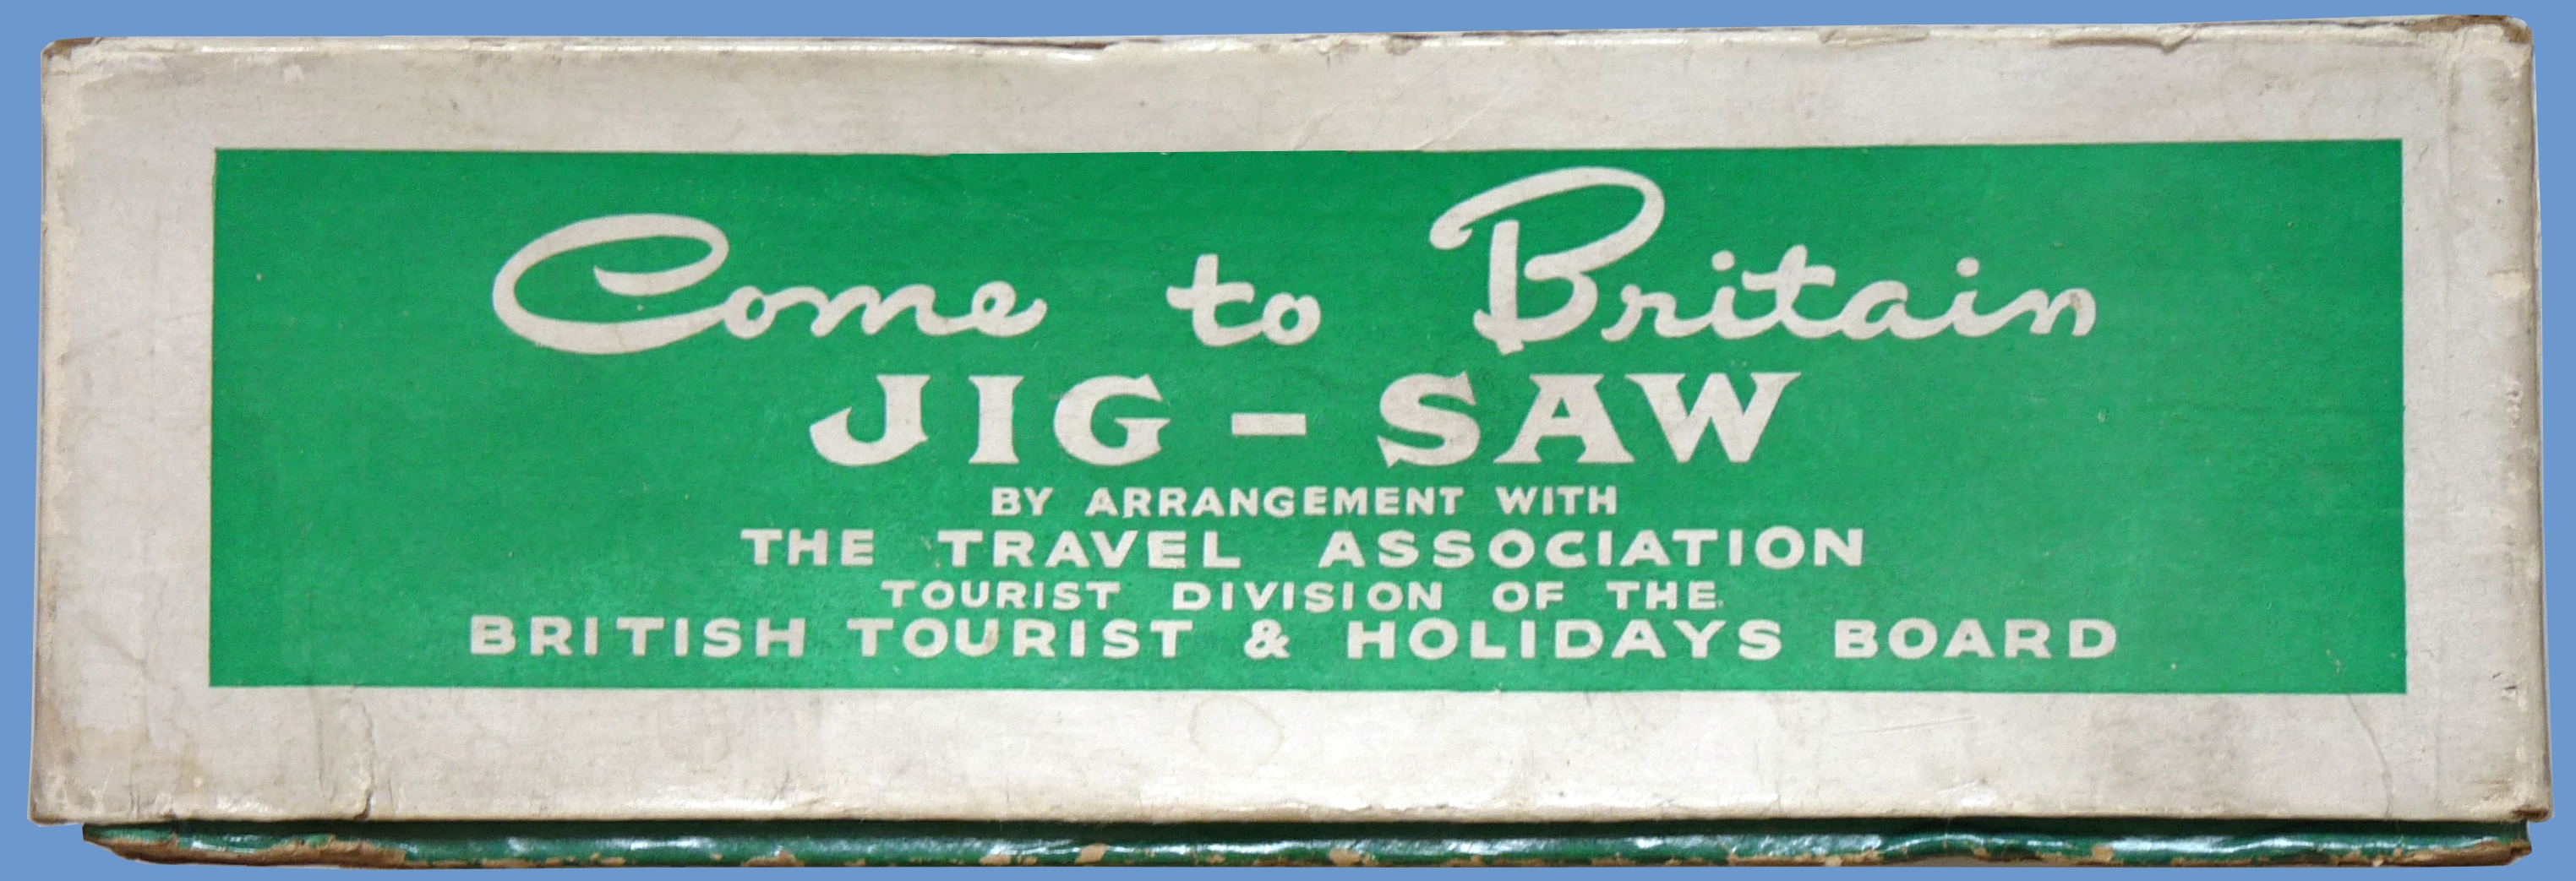 Come to Britain
JIG - SAW
BY ARRANGEMENT WITH
THE TRAVEL ASSOCIATION
TOURIST DIVISION OF THE
BRITISH TOURIST & HOLIDAYS BOARD